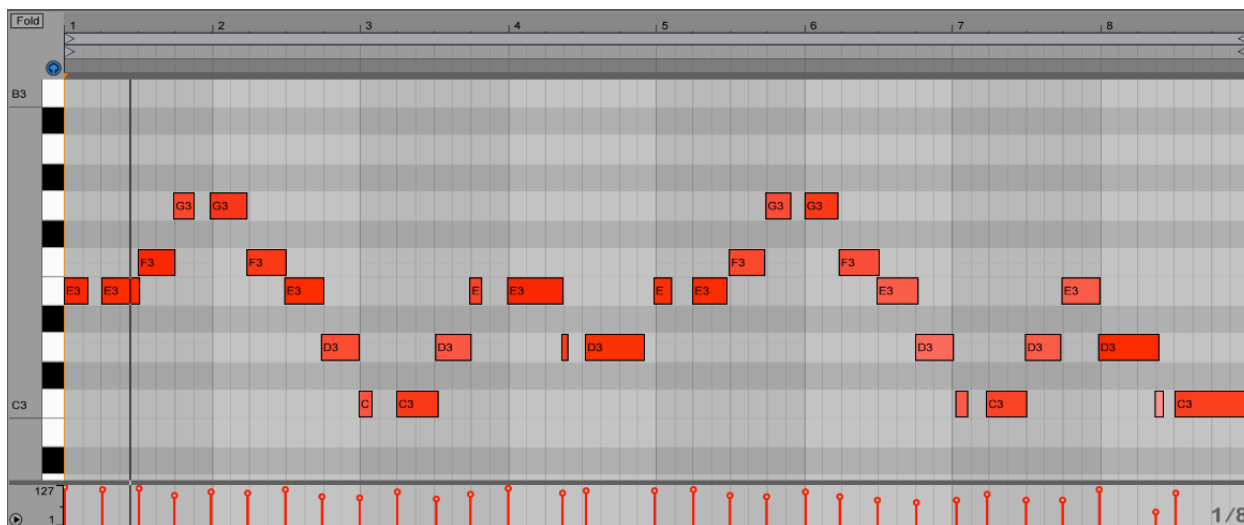 Fold 1 2 3 4 5 6 7 8
B3
G3 G3 G3 G3
F3 F3 F3 F3
E3 E3 E3 E E3 E E3 E3 E3
D3 D3 D3 D3 D3 D3
C3 C C3 C3 C3
127
1 1/8